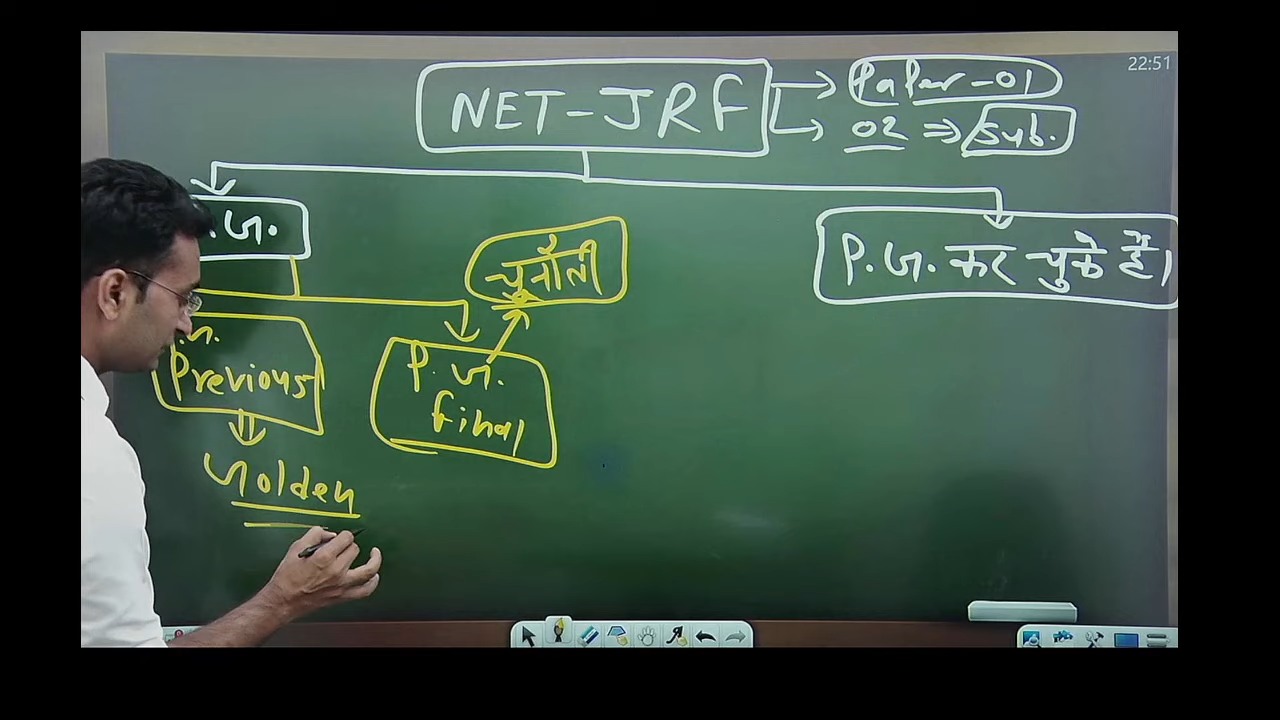 22:51
NET-JRF
Paper-01
02 ⇒ Sub.
.G.
चुनौती
P.G. कर चुके हैं।
.G.
Previous
P.G.
Final
Golden